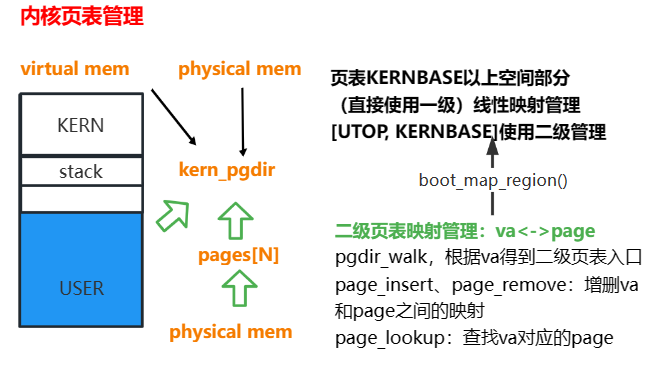 内核页表管理
virtual mem
physical mem
KERN
stack
USER
kern_pgdir
pages[N]
physical mem
页表KERNBASE以上空间部分
（直接使用一级）线性映射管理
[UTOP, KERNBASE]使用二级管理
boot_map_region()
二级页表映射管理：va<->page
pgdir_walk，根据va得到二级页表入口
page_insert、page_remove：增删va
和page之间的映射
page_lookup：查找va对应的page